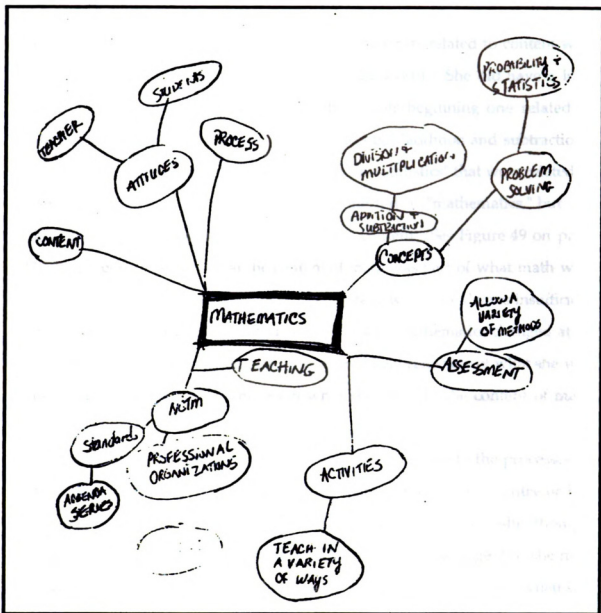 PROBABILITY +
STATISTICS
STUDENTS
TEACHER
PROCESS
ATTITUDES
DIVISION +
MULTIPLICATION
PROBLEM
SOLVING
ADDITION +
SUBTRACTION
CONTENT
CONCEPTS
MATHEMATICS
ALLOW A
VARIETY
OF METHODS
TEACHING
ASSESSMENT
NCTM
Standards
PROFESSIONAL
ORGANIZATIONS
ACTIVITIES
AGENDA
SERIES
TEACH IN
A VARIETY
OF WAYS